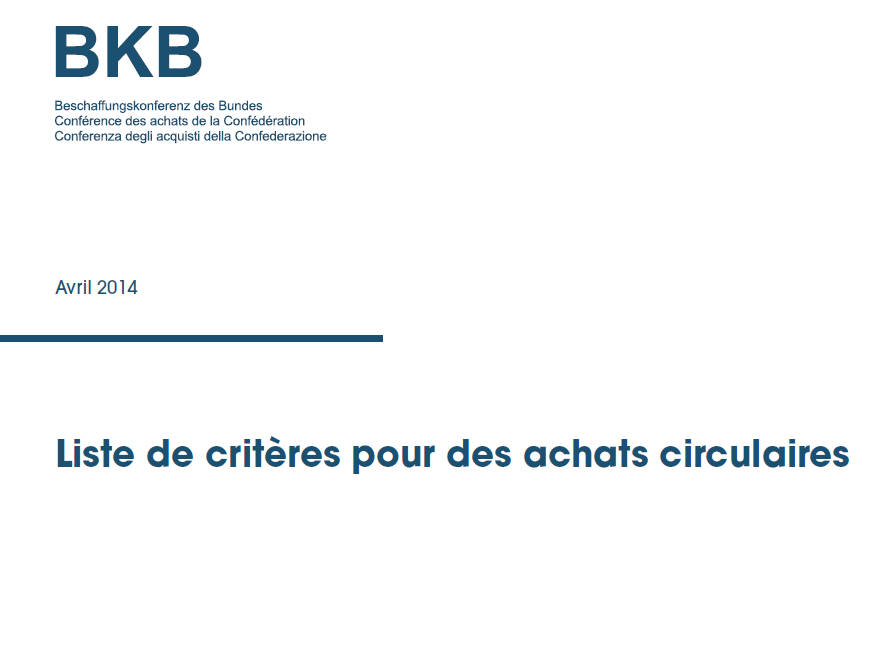 BKB
Beschaffungskonferenz des Bundes
Conférence des achats de la Confédération
Conferenza degli acquisti della Confederazione
Avril 2014
Liste de critères pour des achats circulaires